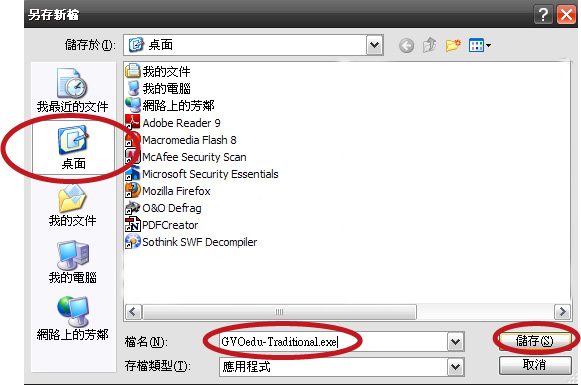 另存新檔
儲存於(I):
桌面
我最近的文件
桌面
我的文件
我的電腦
網路上的芳鄰
我的文件
我的電腦
網路上的芳鄰
Adobe Reader 9
Macromedia Flash 8
McAfee Security Scan
Microsoft Security Essentials
Mozilla Firefox
O&O Defrag
PDFCreator
Sothink SWF Decompiler
檔名(N):
GVOedu-Traditional.exe
儲存(S)
存檔類型(T):
應用程式
取消